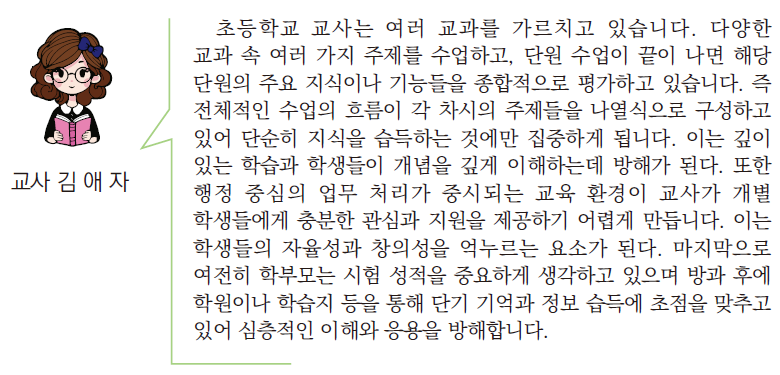 초등학교 교사는 여러 교과를 가르치고 있습니다. 다양한
교과 속 여러 가지 주제를 수업하고, 단원 수업이 끝이 나면 해당
단원의 주요 지식이나 기능들을 종합적으로 평가하고 있습니다. 즉
전체적인 수업의 흐름이 각 차시의 주제들을 나열식으로 구성하고
있어 단순히 지식을 습득하는 것에만 집중하게 됩니다. 이는 깊이
있는 학습과 학생들이 개념을 깊게 이해하는데 방해가 된다. 또한
행정 중심의 업무 처리가 중시되는 교육 환경이 교사가 개별
학생들에게 충분한 관심과 지원을 제공하기 어렵게 만듭니다. 이는
학생들의 자율성과 창의성을 억누르는 요소가 된다. 마지막으로
여전히 학부모는 시험 성적을 중요하게 생각하고 있으며 방과 후에
학원이나 학습지 등을 통해 단기 기억과 정보 습득에 초점을 맞추고
있어 심층적인 이해와 응용을 방해합니다.
교사 김 애 자